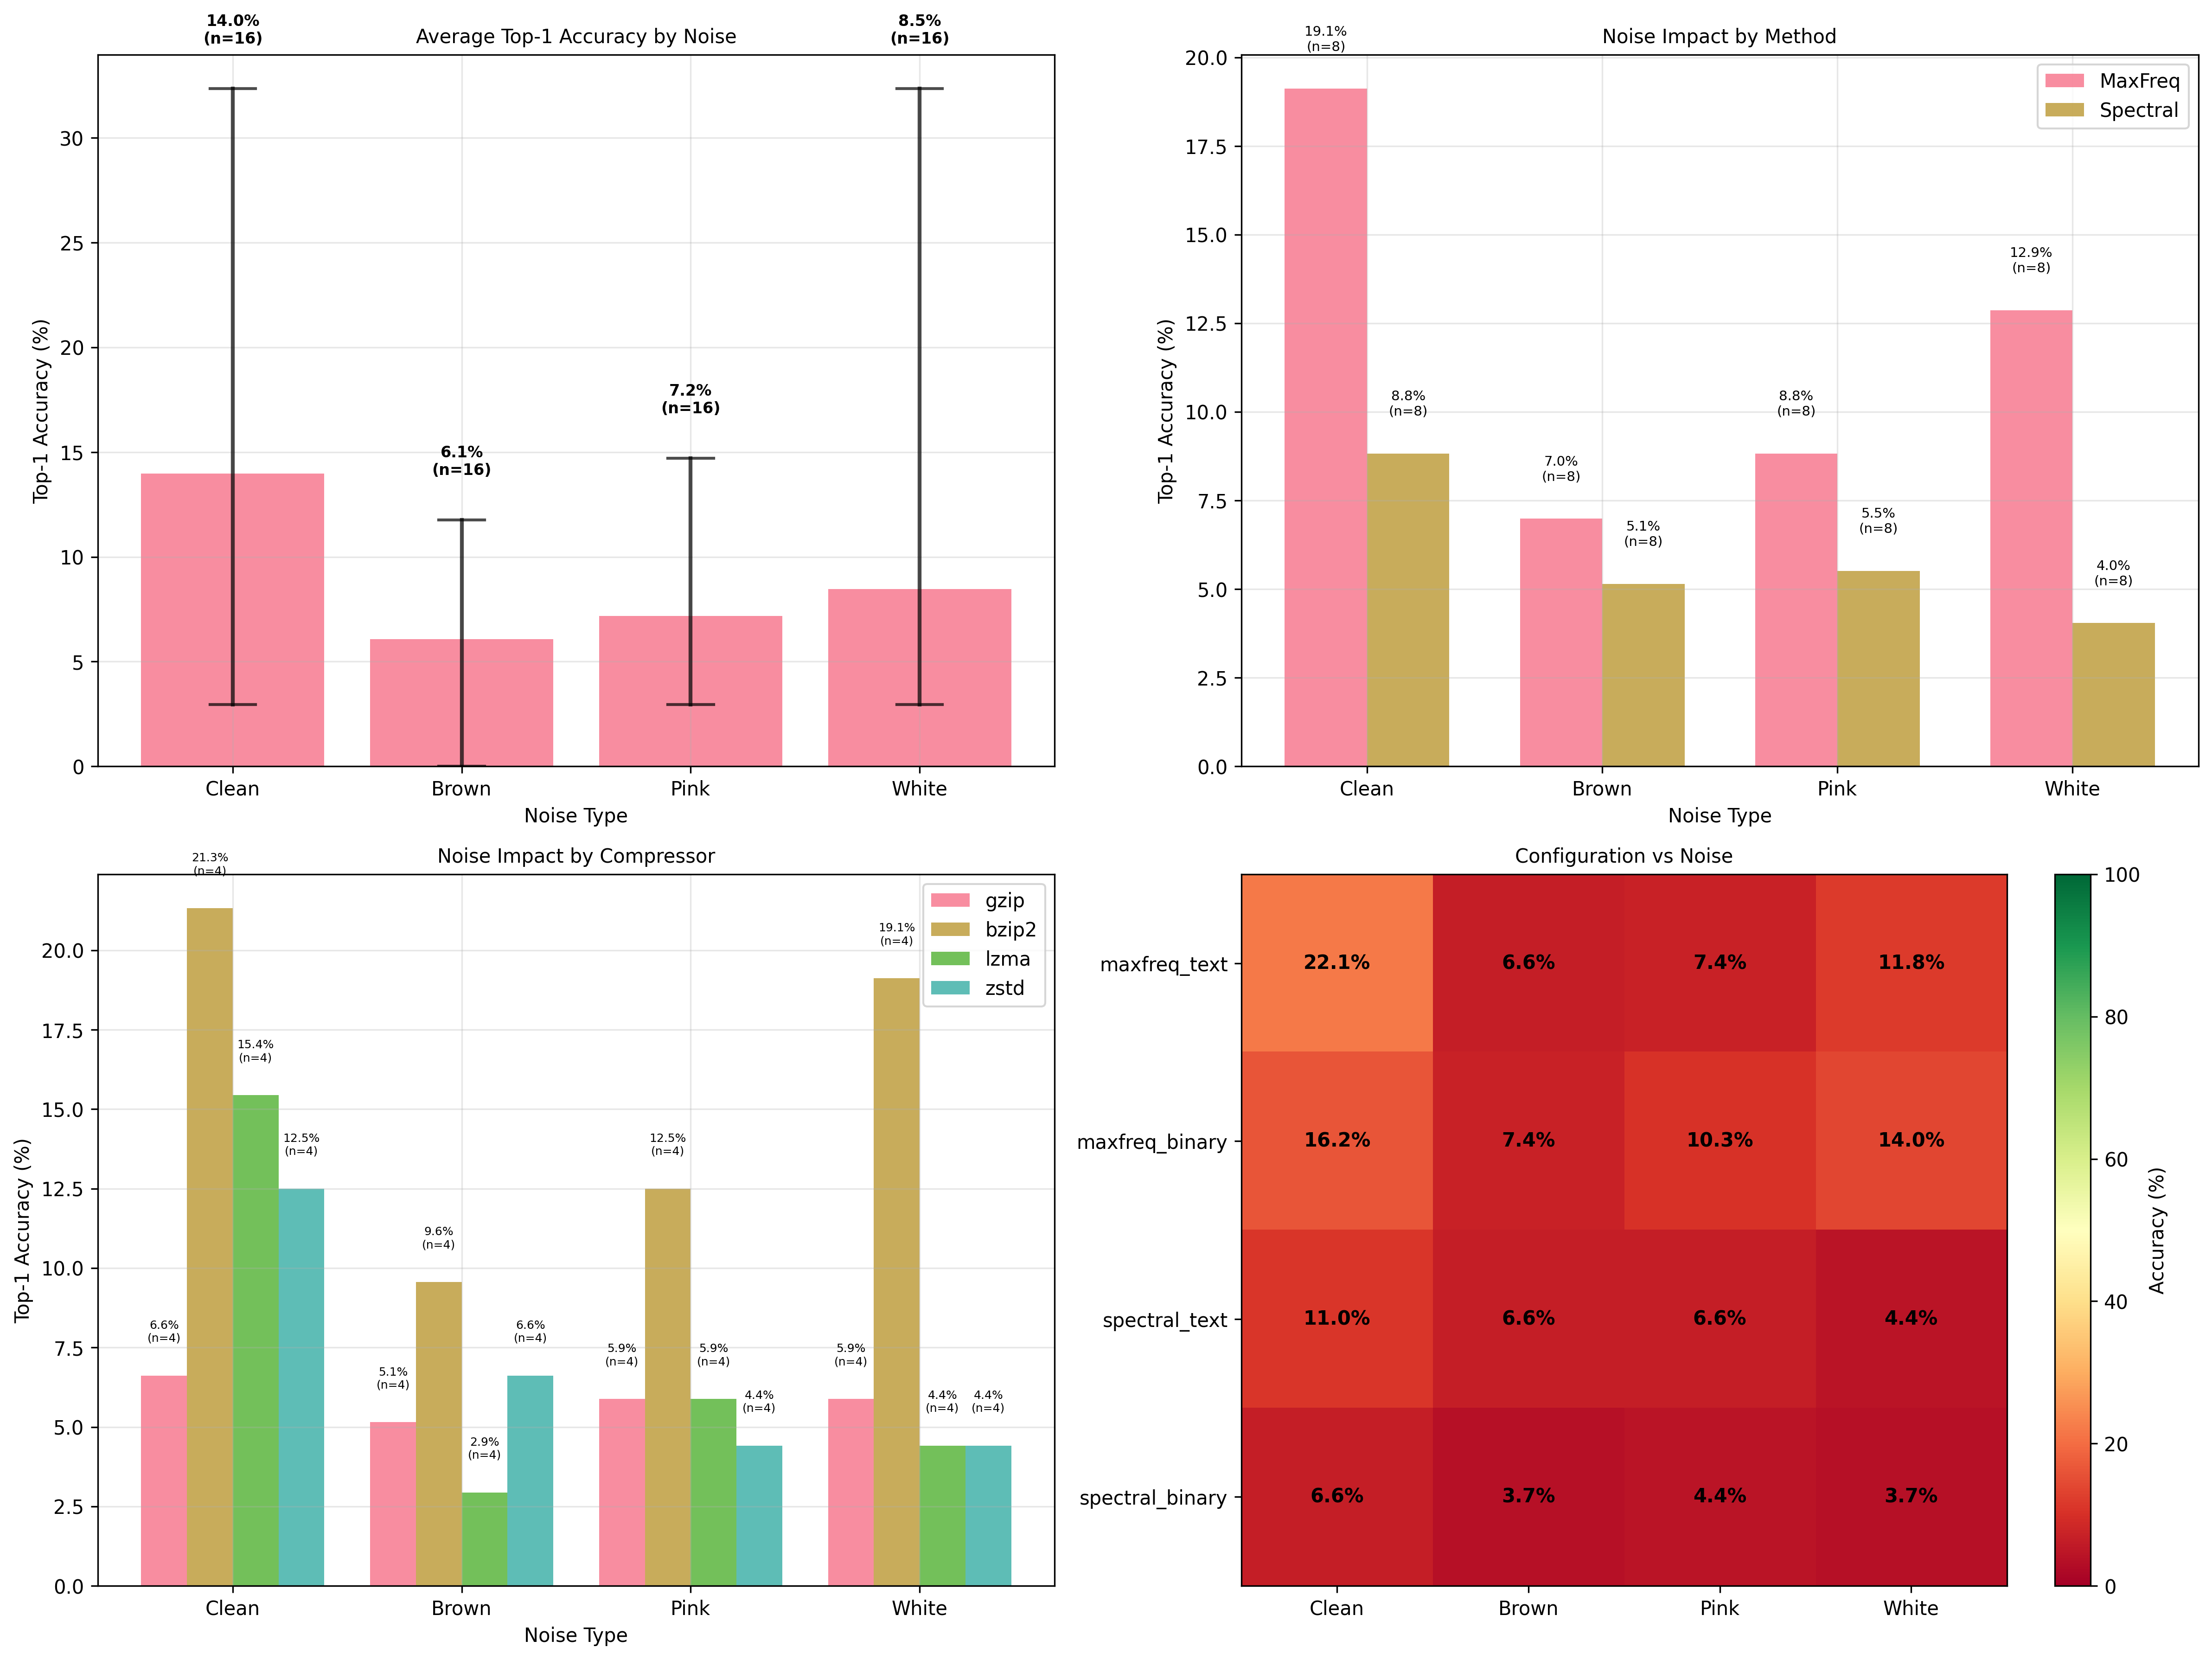 Average Top-1 Accuracy by Noise
14.0%
(n=16)
6.1%
(n=16)
7.2%
(n=16)
8.5%
(n=16)
Top-1 Accuracy (%)
30
25
20
15
10
5
0
Clean
Brown
Pink
White
Noise Type
Noise Impact by Method
19.1%
(n=8)
8.8%
(n=8)
7.0%
(n=8)
5.1%
(n=8)
8.8%
(n=8)
5.5%
(n=8)
12.9%
(n=8)
4.0%
(n=8)
MaxFreq
Spectral
Top-1 Accuracy (%)
20.0
17.5
15.0
12.5
10.0
7.5
5.0
2.5
0.0
Clean
Brown
Pink
White
Noise Type
Noise Impact by Compressor
21.3%
(n=4)
15.4%
(n=4)
12.5%
(n=4)
6.6%
(n=4)
5.1%
(n=4)
9.6%
(n=4)
2.9%
(n=4)
6.6%
(n=4)
5.9%
(n=4)
12.5%
(n=4)
5.9%
(n=4)
4.4%
(n=4)
5.9%
(n=4)
19.1%
(n=4)
4.4%
(n=4)
4.4%
(n=4)
gzip
bzip2
lzma
zstd
Top-1 Accuracy (%)
20.0
17.5
15.0
12.5
10.0
7.5
5.0
2.5
0.0
Clean
Brown
Pink
White
Noise Type
Configuration vs Noise
maxfreq_text
22.1%
6.6%
7.4%
11.8%
maxfreq_binary
16.2%
7.4%
10.3%
14.0%
spectral_text
11.0%
6.6%
6.6%
4.4%
spectral_binary
6.6%
3.7%
4.4%
3.7%
Clean
Brown
Pink
White
100
80
60
40
20
0
Accuracy (%)